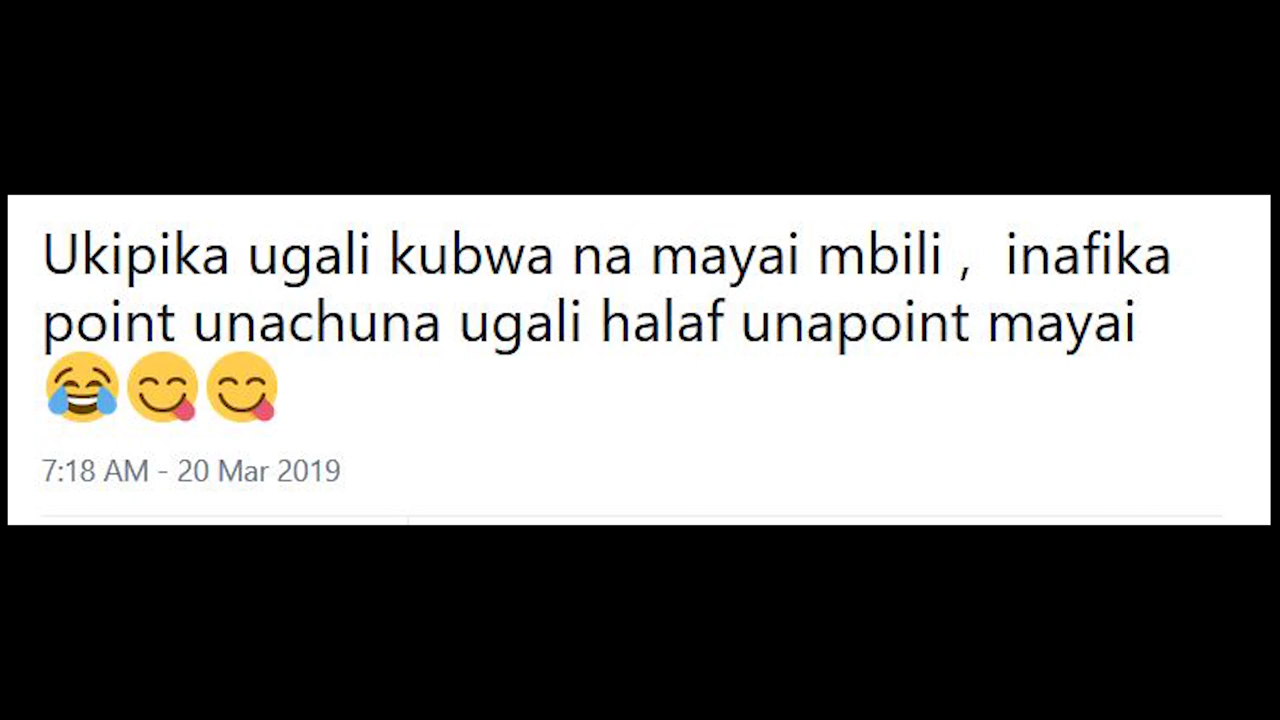 Ukipika ugali kubwa na mayai mbili , inafika
point unachuna ugali halaf unapoint mayai
😂😋😋
7:18 AM - 20 Mar 2019